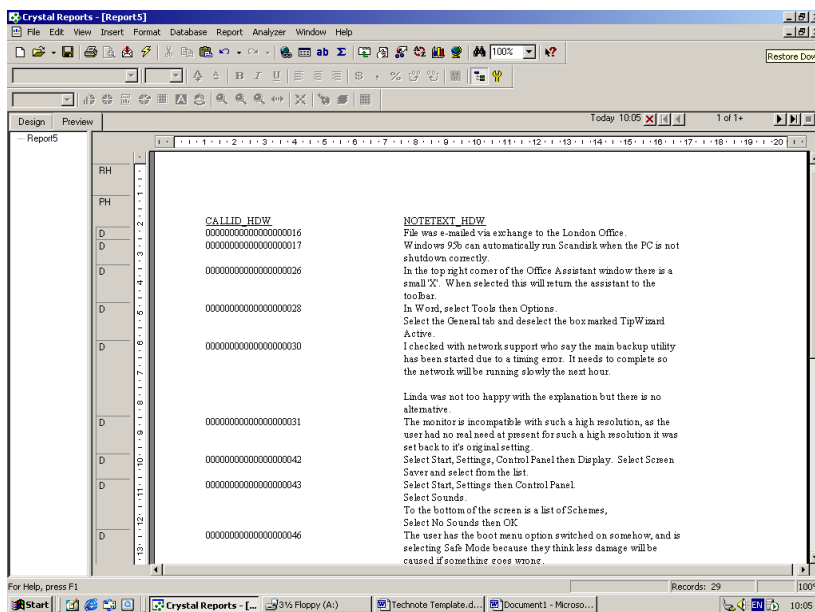 Crystal Reports - [Report5]
File Edit View Insert Format Database Report Analyzer Window Help
100%
Restore Dow
Design Preview
Today 10:05 1 of 1+
Report5
RH
PH
CALLID_HDW NOTETEXT_HDW
D 00000000000000000016 File was e-mailed via exchange to the London Office.
D 00000000000000000017 Windows 95b can automatically run Scandisk when the PC is not
shutdown correctly.
D 00000000000000000026 In the top right corner of the Office Assistant window there is a
small 'X'. When selected this will return the assistant to the
toolbar.
D 00000000000000000028 In Word, select Tools then Options.
Select the General tab and deselect the box marked TipWizard
Active.
D 00000000000000000030 I checked with network support who say the main backup utility
has been started due to a timing error. It needs to complete so
the network will be running slowly the next hour.
Linda was not too happy with the explanation but there is no
alternative.
D 00000000000000000031 The monitor is incompatible with such a high resolution, as the
user had no real need at present for such a high resolution it was
set back to it's original setting.
D 00000000000000000042 Select Start, Settings, Control Panel then Display. Select Screen
Saver and select from the list.
D 00000000000000000043 Select Start, Settings then Control Panel.
Select Sounds.
To the bottom of the screen is a list of Schemes,
Select No Sounds then OK
D 00000000000000000046 The user has the boot menu option switched on somehow, and is
selecting Safe Mode because they think less damage will be
caused if something goes wrong.
For Help, press F1 Records: 29 100%
Start Crystal Reports - [... 3½ Floppy (A:) Technote Template.d... Document1 - Microso... EN 10:05